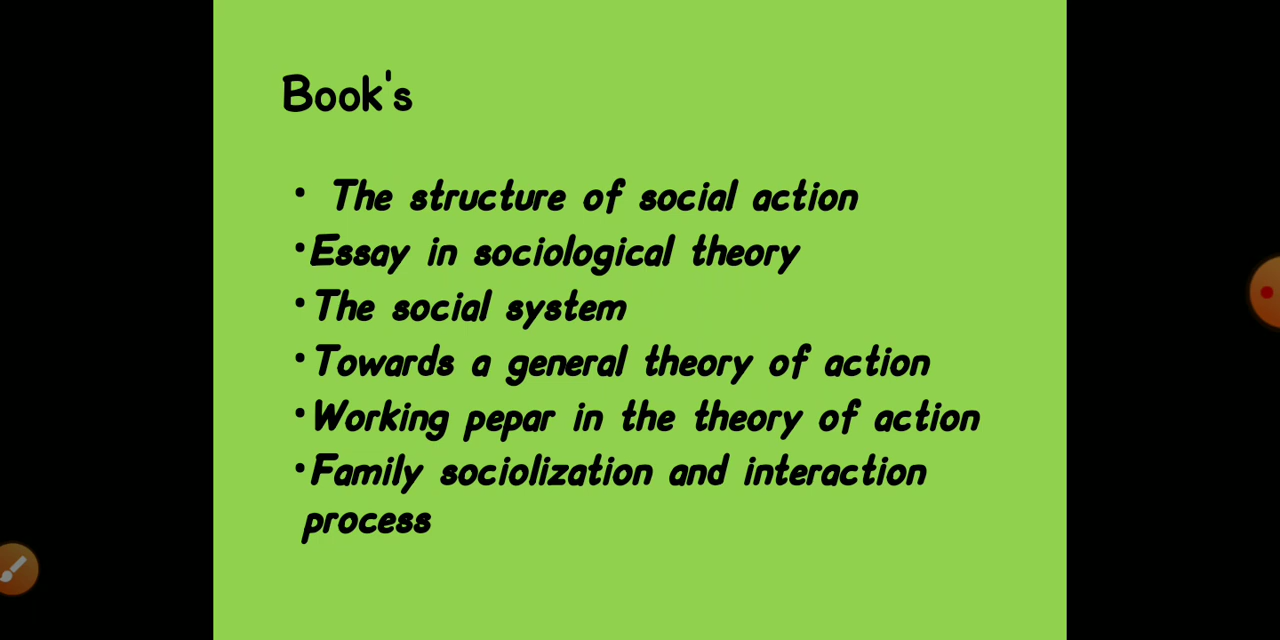 Book's
• The structure of social action
•Essay in sociological theory
•The social system
•Towards a general theory of action
•Working pepar in the theory of action
•Family sociolization and interaction
process